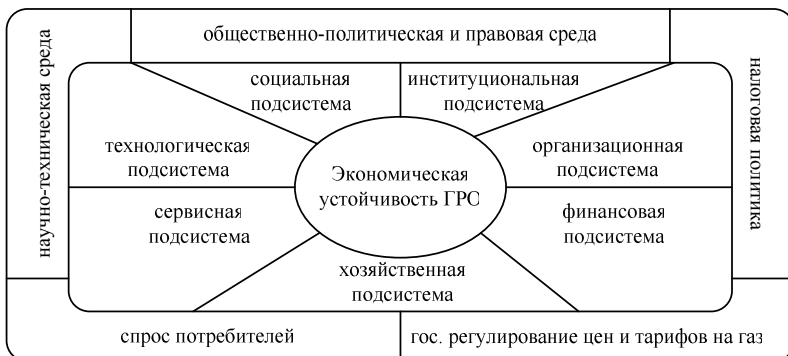 общественно-политическая и правовая среда
научно-техническая среда
налоговая политика
социальная
подсистема
институциональная
подсистема
технологическая
подсистема
организационная
подсистема
Экономическая
устойчивость ГРО
сервисная
подсистема
финансовая
подсистема
хозяйственная
подсистема
спрос потребителей
гос. регулирование цен и тарифов на газ